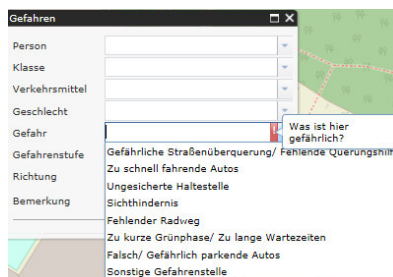 Gefahren
Person
Klasse
Verkehrsmittel
Geschlecht
Gefahr
Was ist hier
gefährlich?
Gefahrenstufe
Gefährliche Straßenüberquerung/ Fehlende Querungshilf
Zu schnell fahrende Autos
Richtung
Ungesicherte Haltestelle
Bemerkung
Sichthindernis
Fehlender Radweg
Zu kurze Grünphase/ Zu lange Wartezeiten
Falsch/ Gefährlich parkende Autos
Sonstige Gefahrenstelle